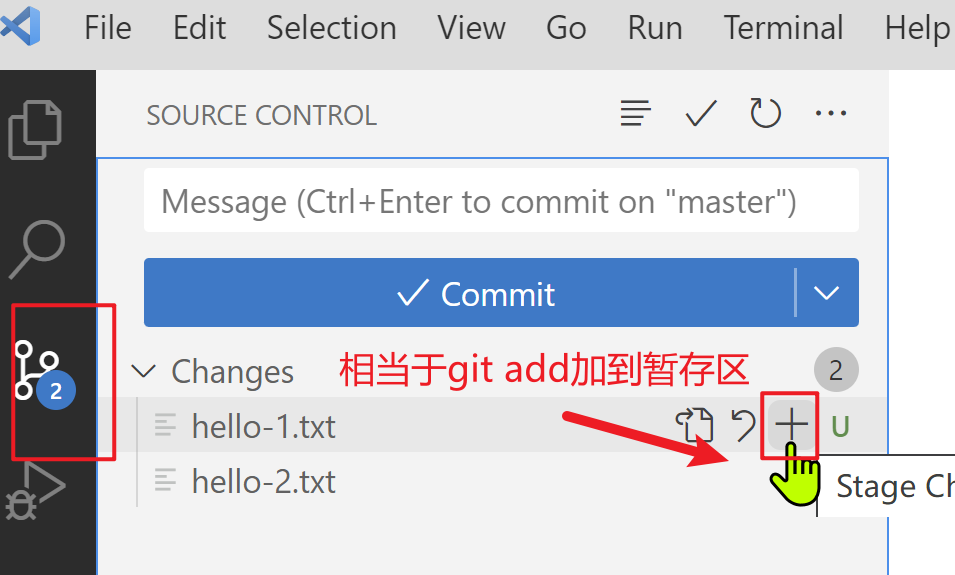 File Edit Selection View Go Run Terminal Help
SOURCE CONTROL
Message (Ctrl+Enter to commit on "master")
Commit
2
Changes 相当于git add加到暂存区 2
hello-1.txt U
hello-2.txt
Stage Ch